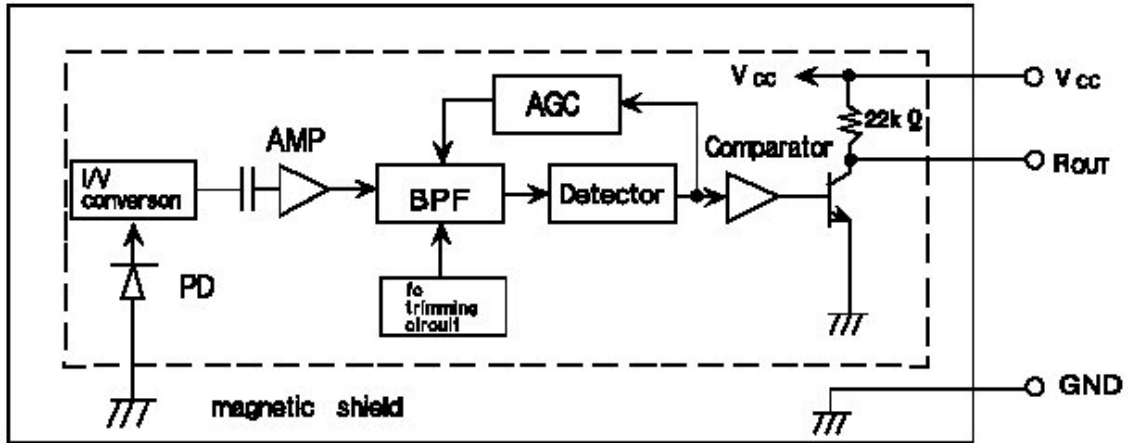 Vcc
Vcc
AGC
22kΩ
AMP
Comparator
ROUT
I/V
converson
BPF
Detector
PD
fo
trimming
circuit
GND
magnetic shield